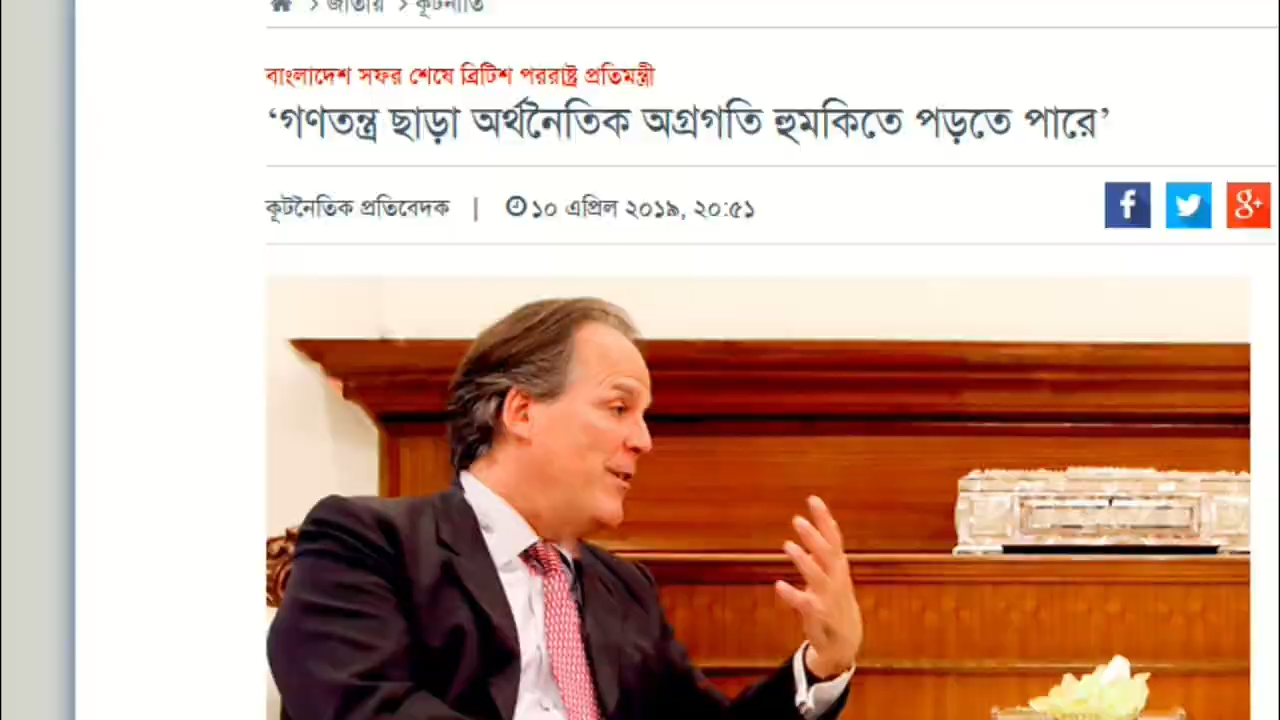 > জাতীয় > কূটনীতি
বাংলাদেশ সফর শেষে ব্রিটিশ পররাষ্ট্র প্রতিমন্ত্রী
‘গণতন্ত্র ছাড়া অর্থনৈতিক অগ্রগতি হুমকিতে পড়তে পারে’
কূটনৈতিক প্রতিবেদক | ১০ এপ্রিল ২০১৯, ২০:৫১